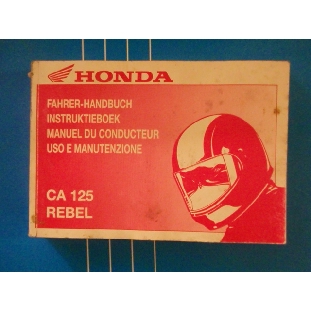 HONDA
FAHRER-HANDBUCH
INSTRUKTIEBOEK
MANUEL DU CONDUCTEUR
USO E MANUTENZIONE
CA 125
REBEL